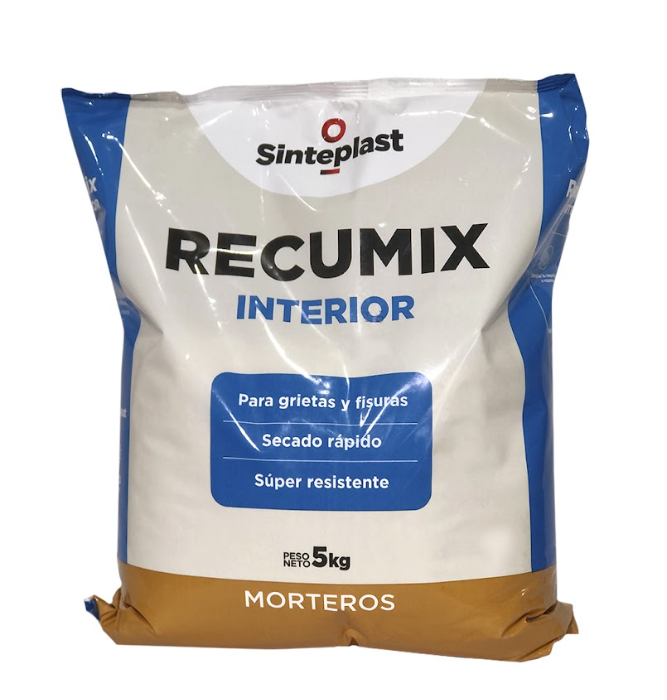 Sinteplast
RECUMIX
INTERIOR
Para grietas y fisuras
Secado rápido
Súper resistente
PESO NETO 5kg
MORTEROS